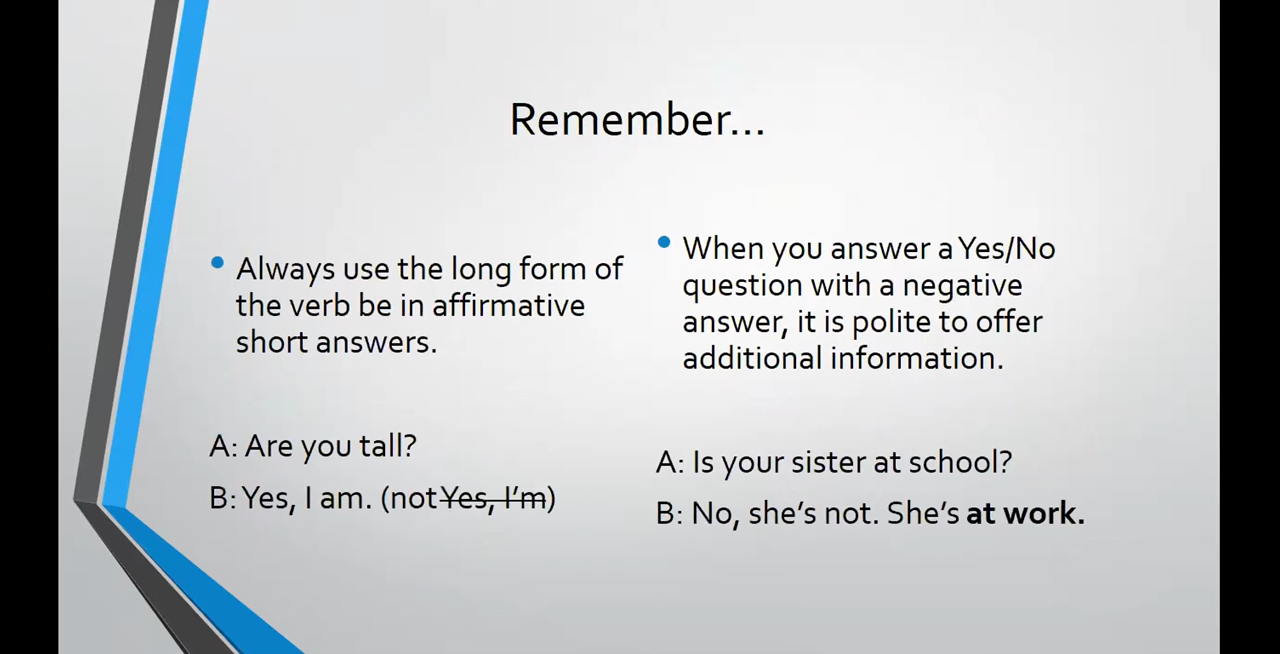 Remember...
• Always use the long form of
the verb be in affirmative
short answers.
A: Are you tall?
B: Yes, I am. (not Yes, I'm)
• When you answer a Yes/No
question with a negative
answer, it is polite to offer
additional information.
A: Is your sister at school?
B: No, she's not. She's at work.